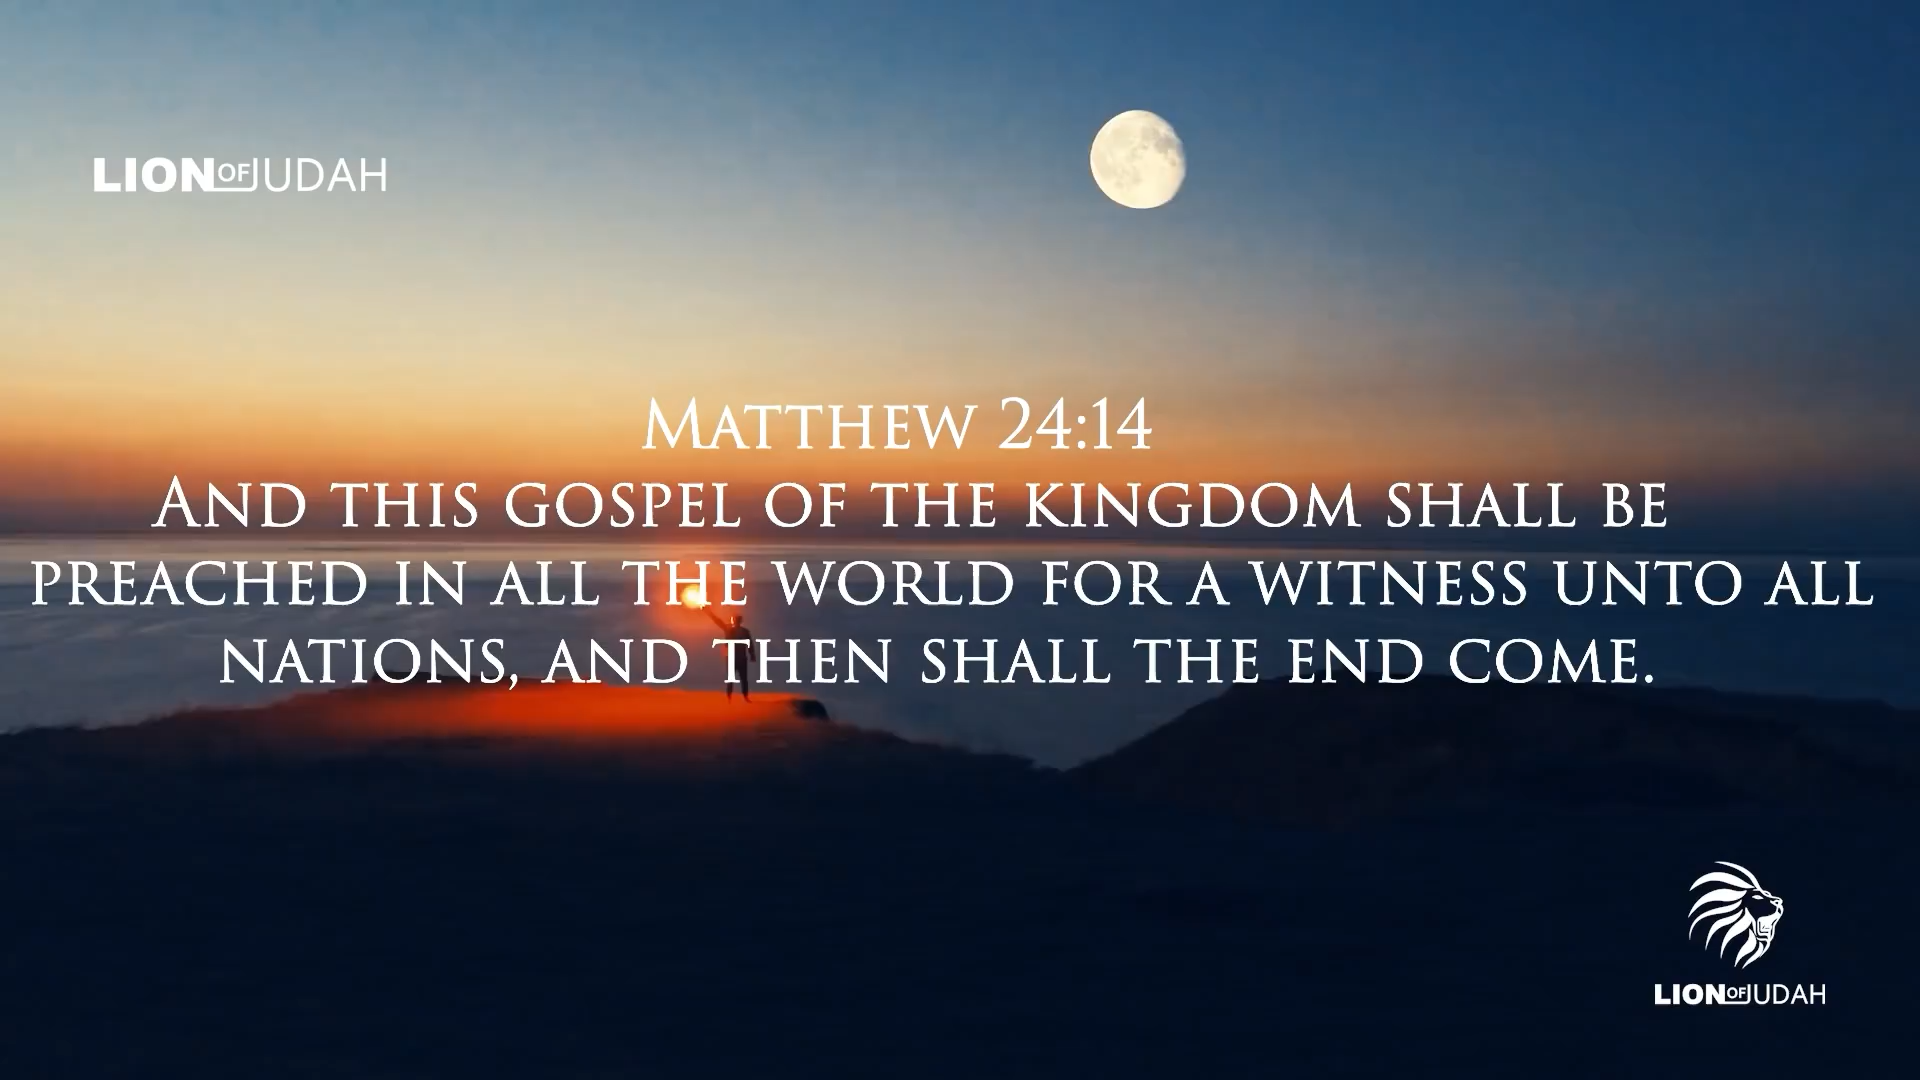 LION OF JUDAH
Matthew 24:14
And this gospel of the kingdom shall be
preached in all the world for a witness unto all
nations, and then shall the end come.
LION OF JUDAH